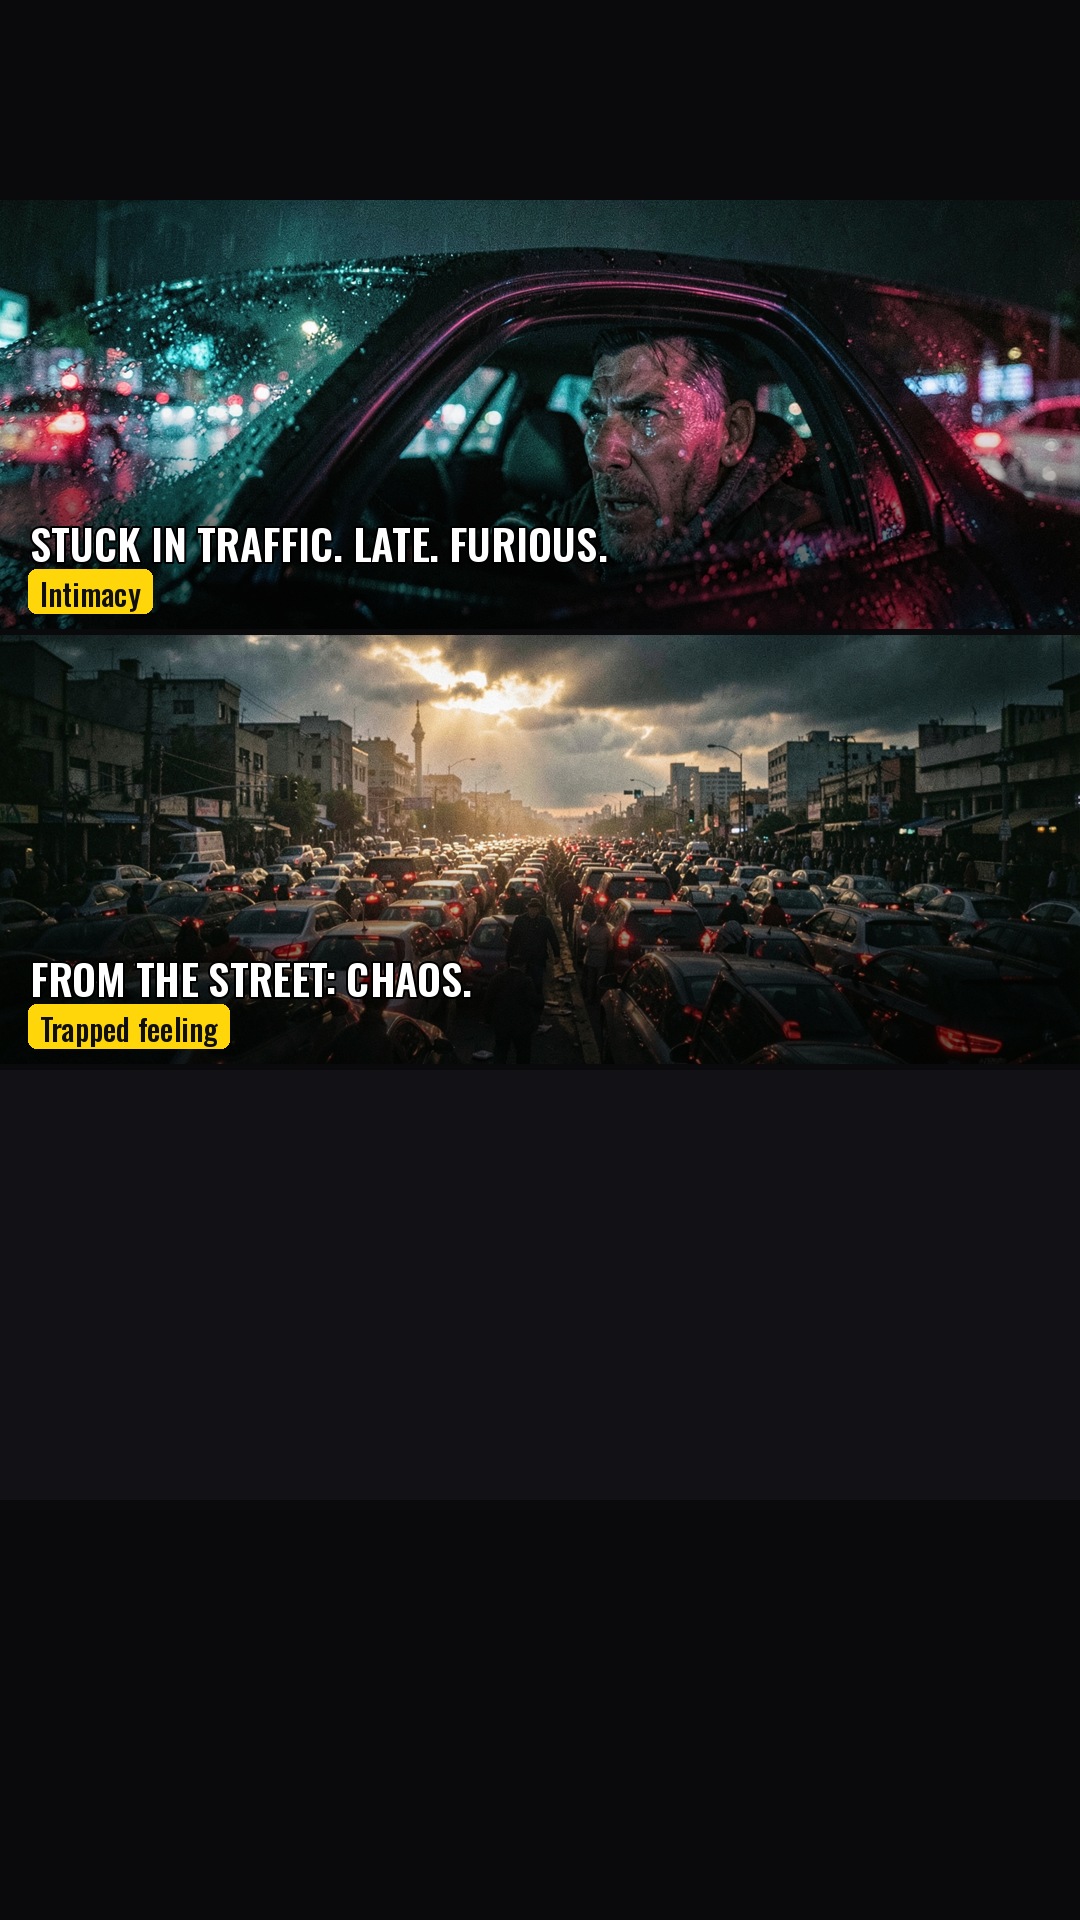 STUCK IN TRAFFIC. LATE. FURIOUS.
Intimacy
FROM THE STREET: CHAOS.
Trapped feeling